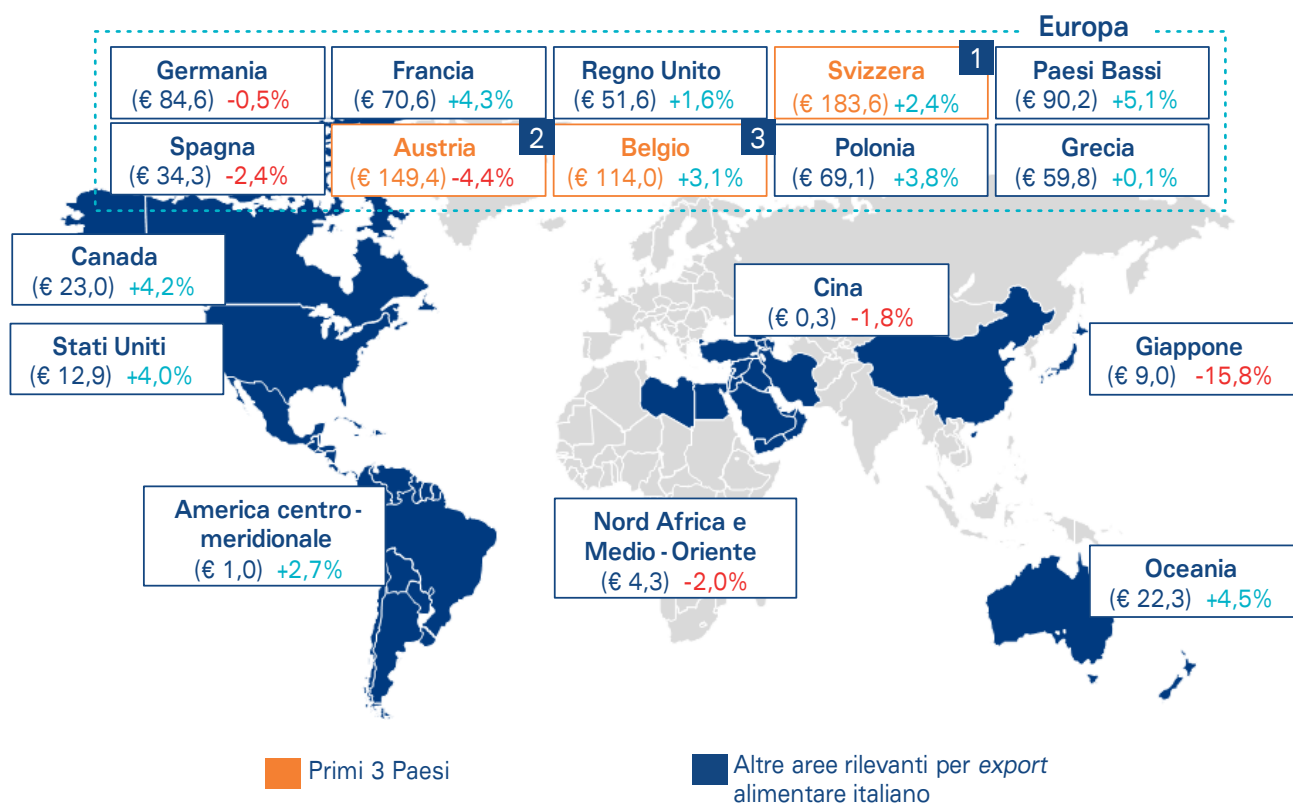 Europa
Germania
(€ 84,6) -0,5%
Francia
(€ 70,6) +4,3%
Regno Unito
(€ 51,6) +1,6%
1
Svizzera
(€ 183,6) +2,4%
Paesi Bassi
(€ 90,2) +5,1%
Spagna
(€ 34,3) -2,4%
2
Austria
(€ 149,4) -4,4%
3
Belgio
(€ 114,0) +3,1%
Polonia
(€ 69,1) +3,8%
Grecia
(€ 59,8) +0,1%
Canada
(€ 23,0) +4,2%
Stati Uniti
(€ 12,9) +4,0%
Cina
(€ 0,3) -1,8%
Giappone
(€ 9,0) -15,8%
America centro-
meridionale
(€ 1,0) +2,7%
Nord Africa e
Medio-Oriente
(€ 4,3) -2,0%
Oceania
(€ 22,3) +4,5%
Primi 3 Paesi
Altre aree rilevanti per export
alimentare italiano